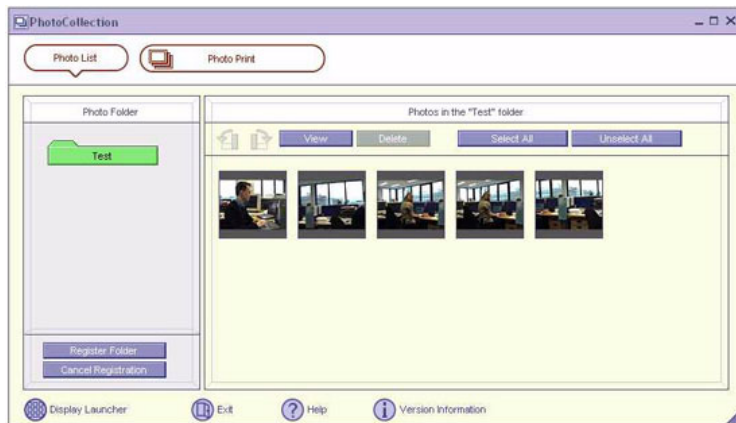 PhotoCollection
Photo List
Photo Print
Photo Folder
Photos in the "Test" folder
View
Delete
Select All
Unselect All
Test
Register Folder
Cancel Registration
Display Launcher
Exit
Help
Version Information